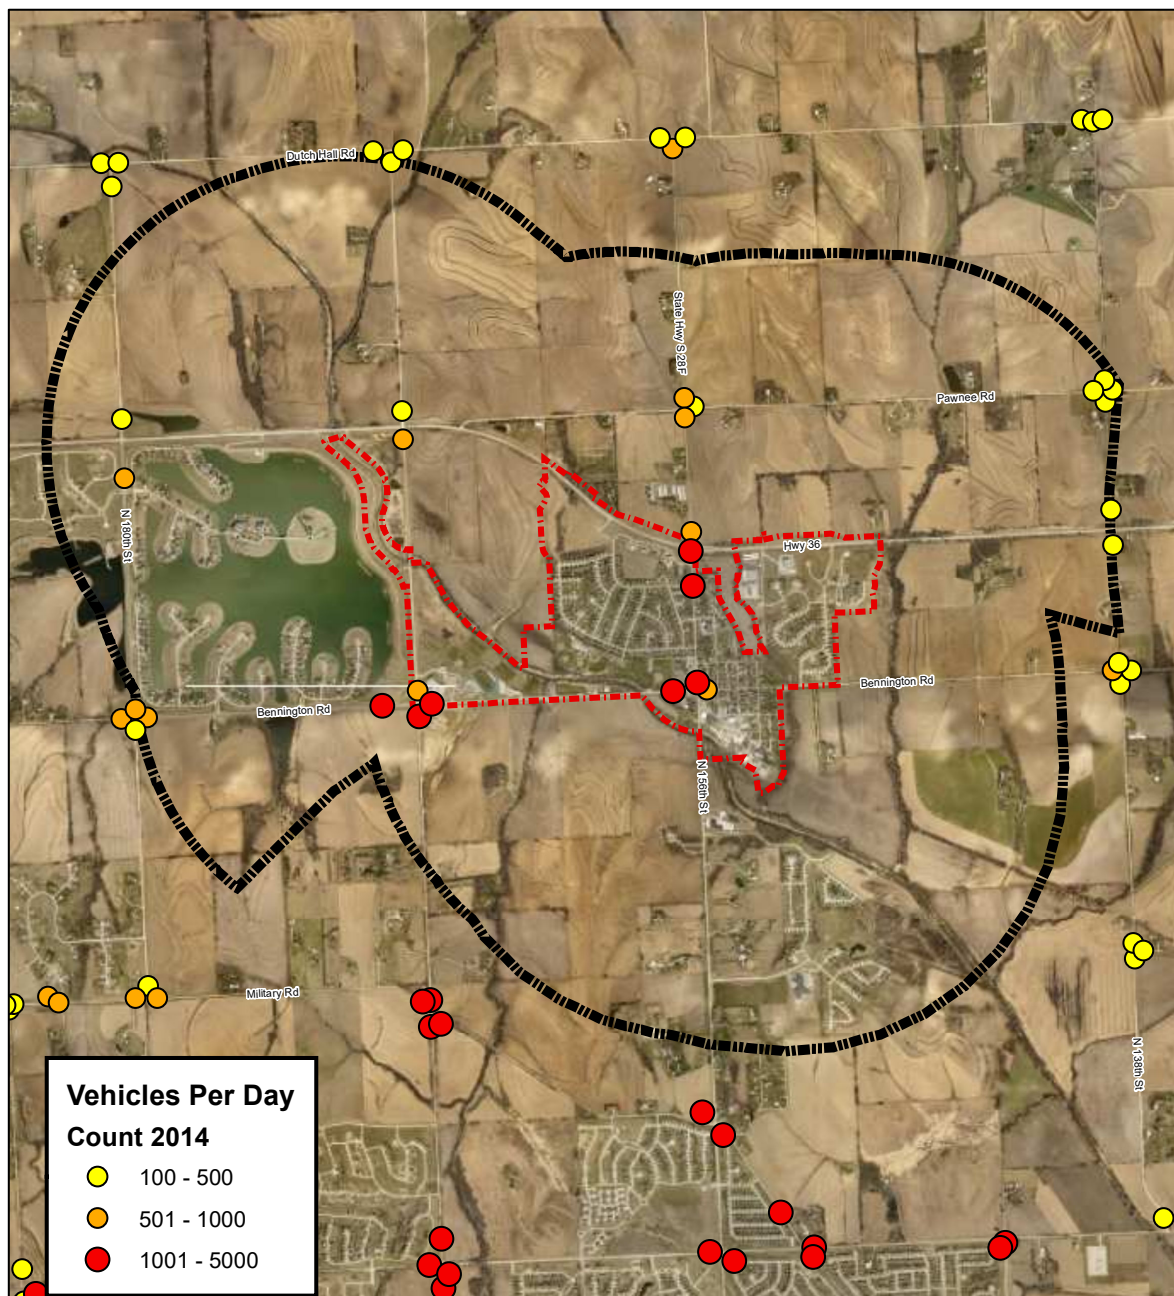 Dutch Hall Rd
State Hwy S28F
Pawnee Rd
N 180th St
Hwy 36
Bennington Rd
Bennington Rd
N 156th St
Military Rd
N 138th St
Vehicles Per Day
Count 2014
100 - 500
501 - 1000
1001 - 5000